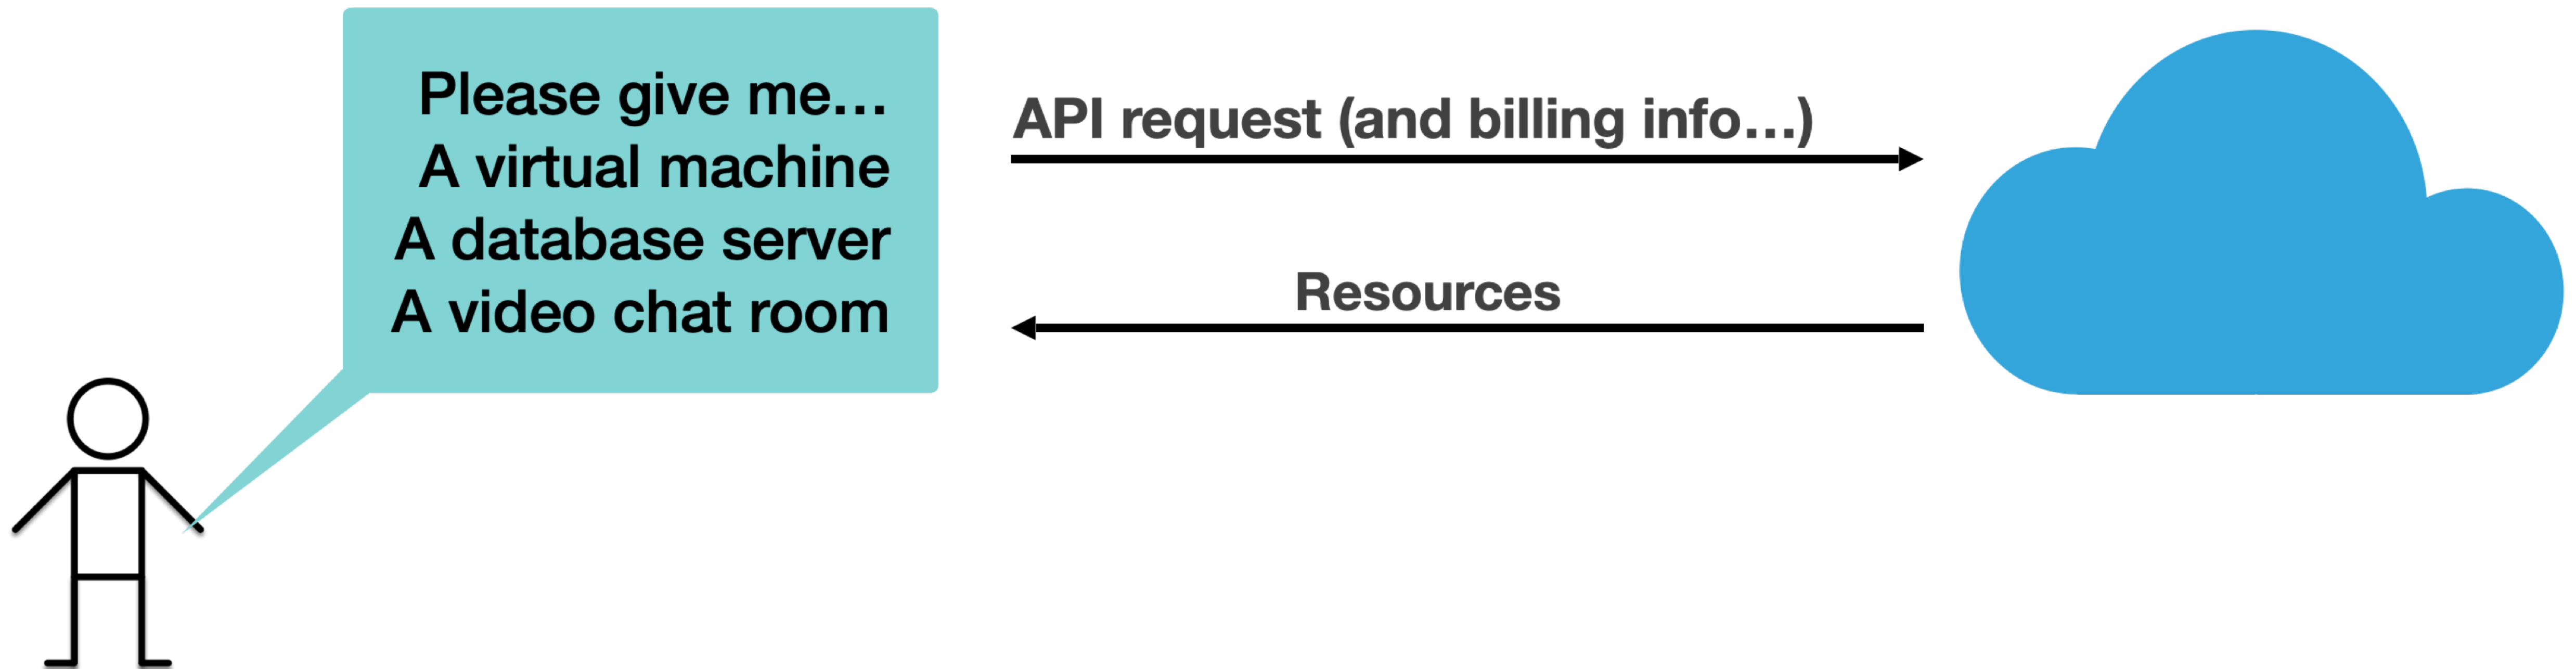 Please give me…
A virtual machine
A database server
A video chat room
API request (and billing info…)
Resources